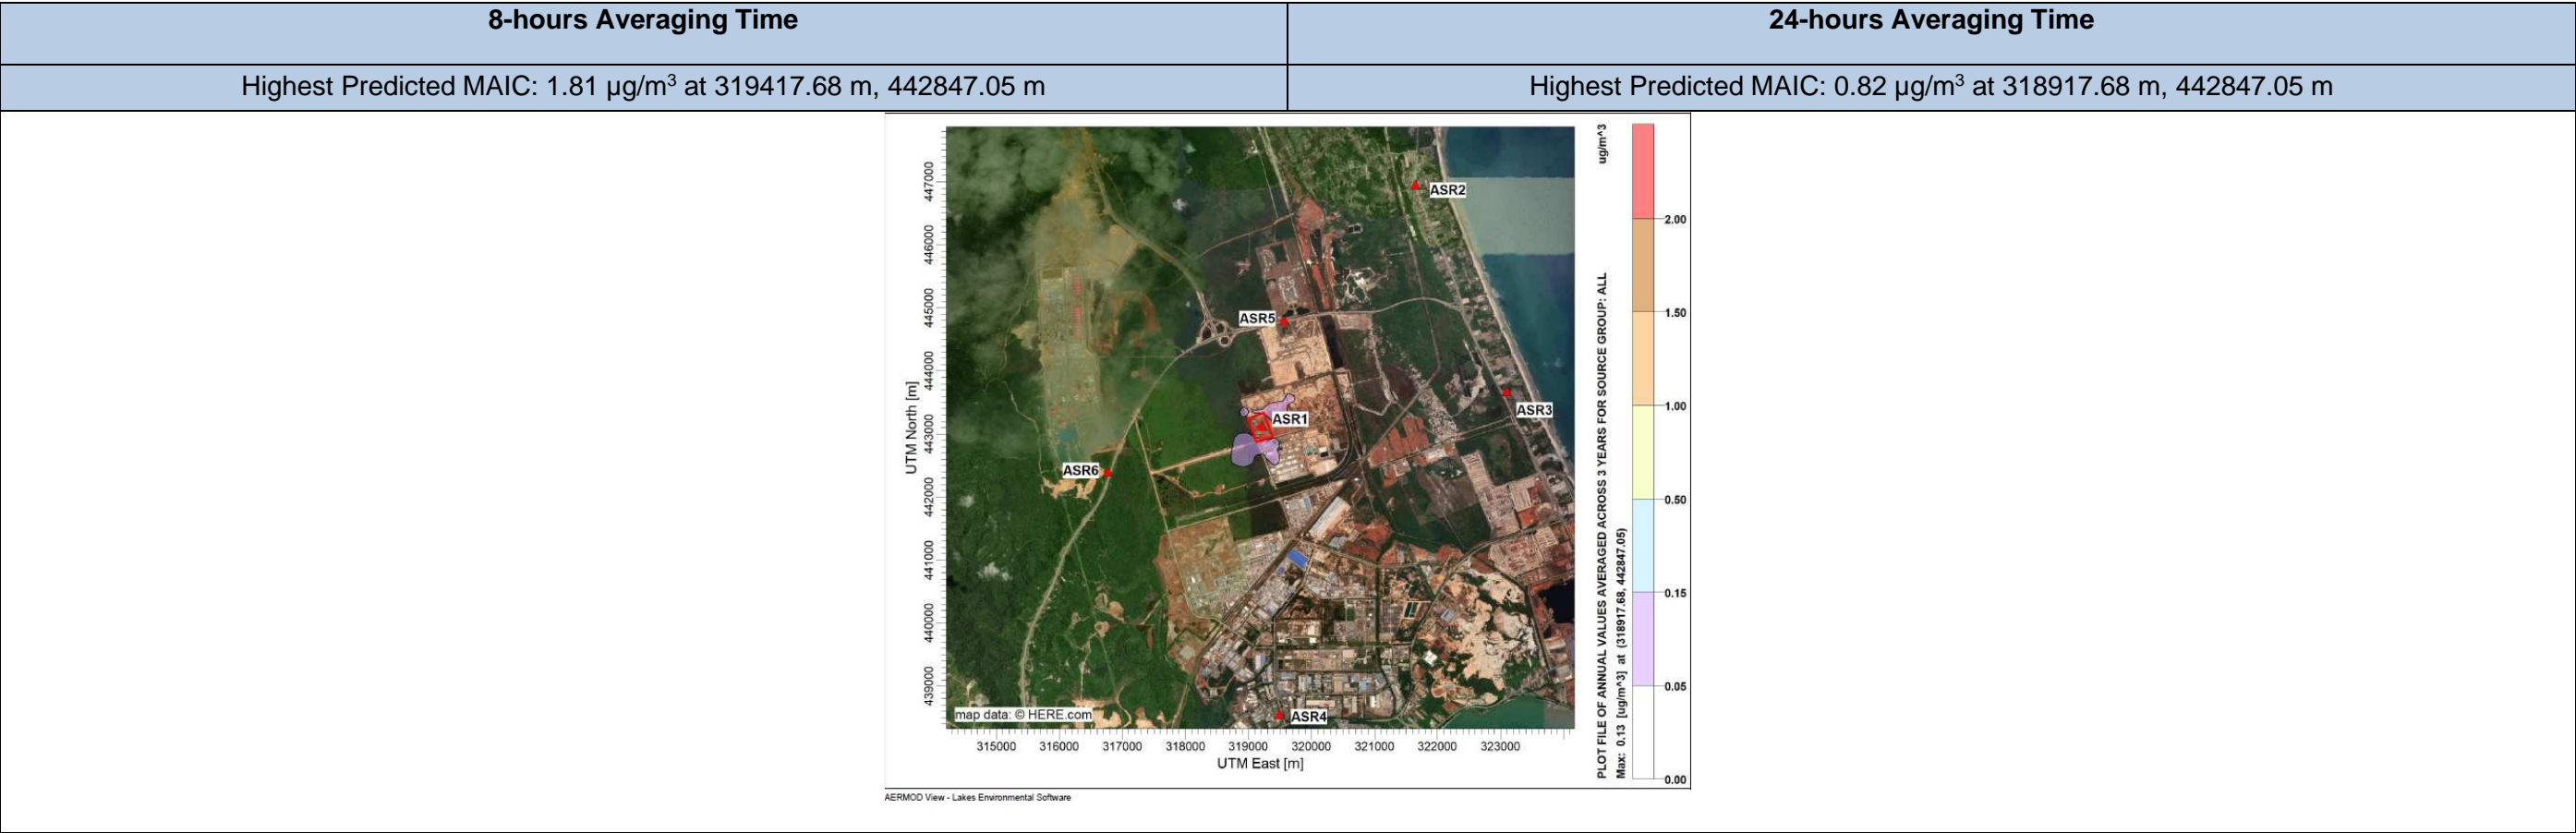 8-hours Averaging Time
24-hours Averaging Time
Highest Predicted MAIC: 1.81 µg/m³ at 319417.68 m, 442847.05 m
Highest Predicted MAIC: 0.82 µg/m³ at 318917.68 m, 442847.05 m
UTM North [m]
447000
446000
445000
444000
443000
442000
441000
440000
439000
ASR2
ASR5
ASR3
ASR1
ASR6
ASR4
map data: © HERE.com
315000 316000 317000 318000 319000 320000 321000 322000 323000
UTM East [m]
PLOT FILE OF ANNUAL VALUES AVERAGED ACROSS 3 YEARS FOR SOURCE GROUP: ALL
Max: 0.13 [ug/m^3] at (318917.68, 442847.05)
ug/m^3
2.00
1.50
1.00
0.50
0.15
0.05
0.00
AERMOD View - Lakes Environmental Software